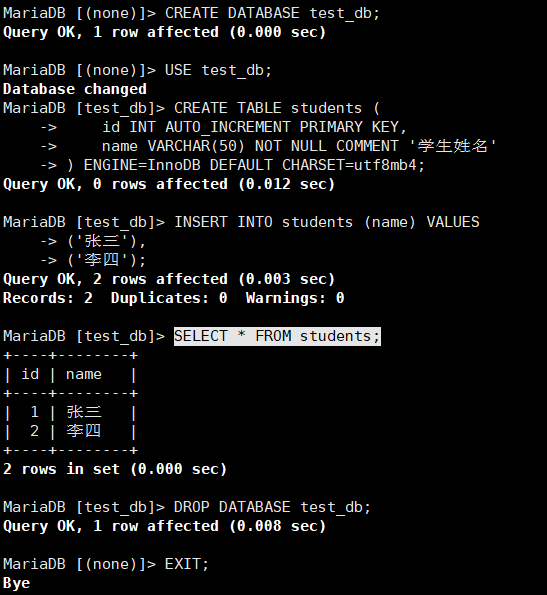 MariaDB [(none)]> CREATE DATABASE test_db;
Query OK, 1 row affected (0.000 sec)
MariaDB [(none)]> USE test_db;
Database changed
MariaDB [test_db]> CREATE TABLE students (
    ->     id INT AUTO_INCREMENT PRIMARY KEY,
    ->     name VARCHAR(50) NOT NULL COMMENT '学生姓名'
    -> ) ENGINE=InnoDB DEFAULT CHARSET=utf8mb4;
Query OK, 0 rows affected (0.012 sec)
MariaDB [test_db]> INSERT INTO students (name) VALUES
    -> ('张三'),
    -> ('李四');
Query OK, 2 rows affected (0.003 sec)
Records: 2  Duplicates: 0  Warnings: 0
MariaDB [test_db]> SELECT * FROM students;
+----+--------+
| id | name   |
+----+--------+
|  1 | 张三   |
|  2 | 李四   |
+----+--------+
2 rows in set (0.000 sec)
MariaDB [test_db]> DROP DATABASE test_db;
Query OK, 1 row affected (0.008 sec)
MariaDB [(none)]> EXIT;
Bye